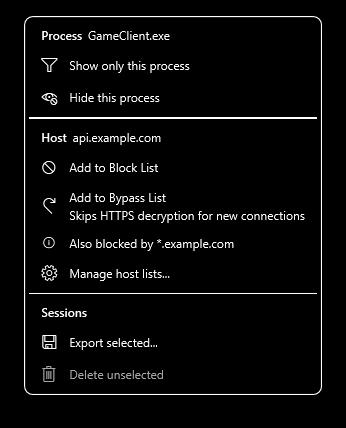 Process GameClient.exe
Show only this process
Hide this process
Host api.example.com
Add to Block List
Add to Bypass List
Skips HTTPS decryption for new connections
Also blocked by *.example.com
Manage host lists...
Sessions
Export selected...
Delete unselected